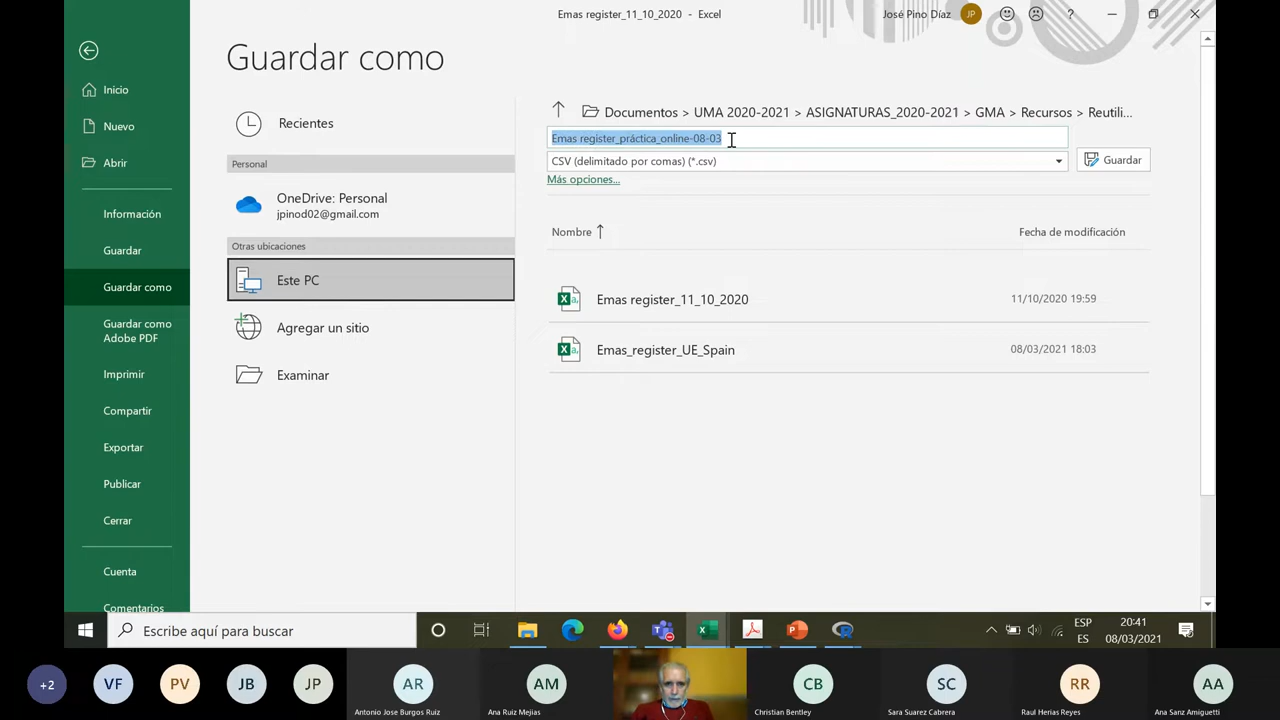 Emas register_11_10_2020 - Excel
José Pino Díaz
JP
?
Guardar como
Inicio
Nuevo
Abrir
Información
Guardar
Guardar como
Guardar como
Adobe PDF
Imprimir
Compartir
Exportar
Publicar
Cerrar
Cuenta
Comentarios
Recientes
Personal
OneDrive: Personal
jpinod02@gmail.com
Otras ubicaciones
Este PC
Agregar un sitio
Examinar
Documentos > UMA 2020-2021 > ASIGNATURAS_2020-2021 > GMA > Recursos > Reutili...
Emas register_práctica_online-08-03
CSV (delimitado por comas) (*.csv)
Guardar
Más opciones...
Nombre
Fecha de modificación
Emas register_11_10_2020
11/10/2020 19:59
Emas_register_UE_Spain
08/03/2021 18:03
Escribe aquí para buscar
ESP
ES
20:41
08/03/2021
+2
VF
PV
JB
JP
AR
Antonio Jose Burgos Ruiz
AM
Ana Ruiz Mejias
CB
Christian Bentley
SC
Sara Suarez Cabrera
RR
Raul Herias Reyes
AA
Ana Sanz Amiguetti